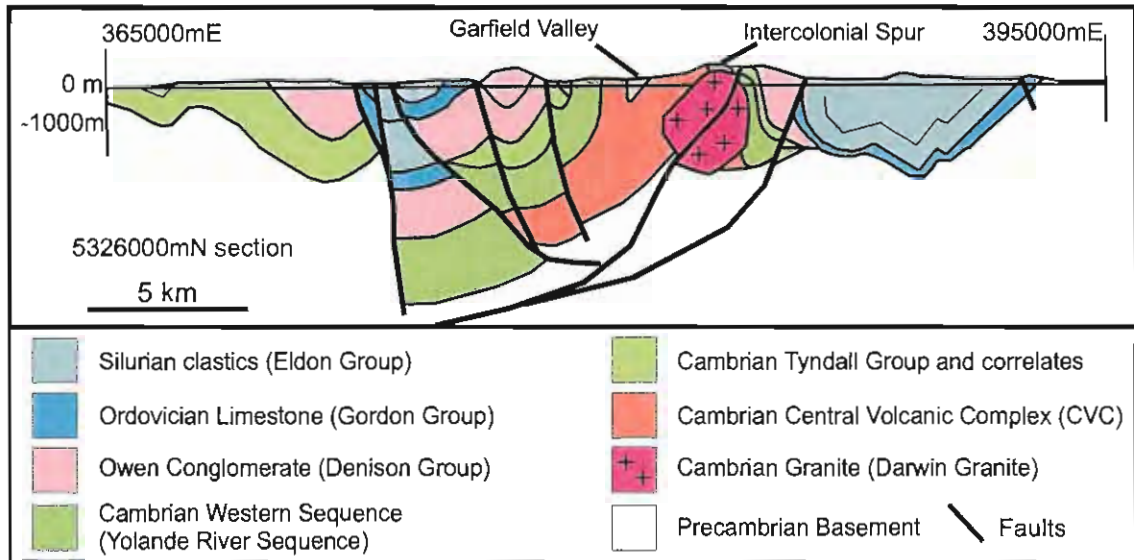 365000mE
Garfield Valley
Intercolonial Spur
395000mE
0 m
~1000m
5326000mN section
5 km
Silurian clastics (Eldon Group)
Ordovician Limestone (Gordon Group)
Owen Conglomerate (Denison Group)
Cambrian Western Sequence
(Yolande River Sequence)
Cambrian Tyndall Group and correlates
Cambrian Central Volcanic Complex (CVC)
Cambrian Granite (Darwin Granite)
Precambrian Basement
Faults